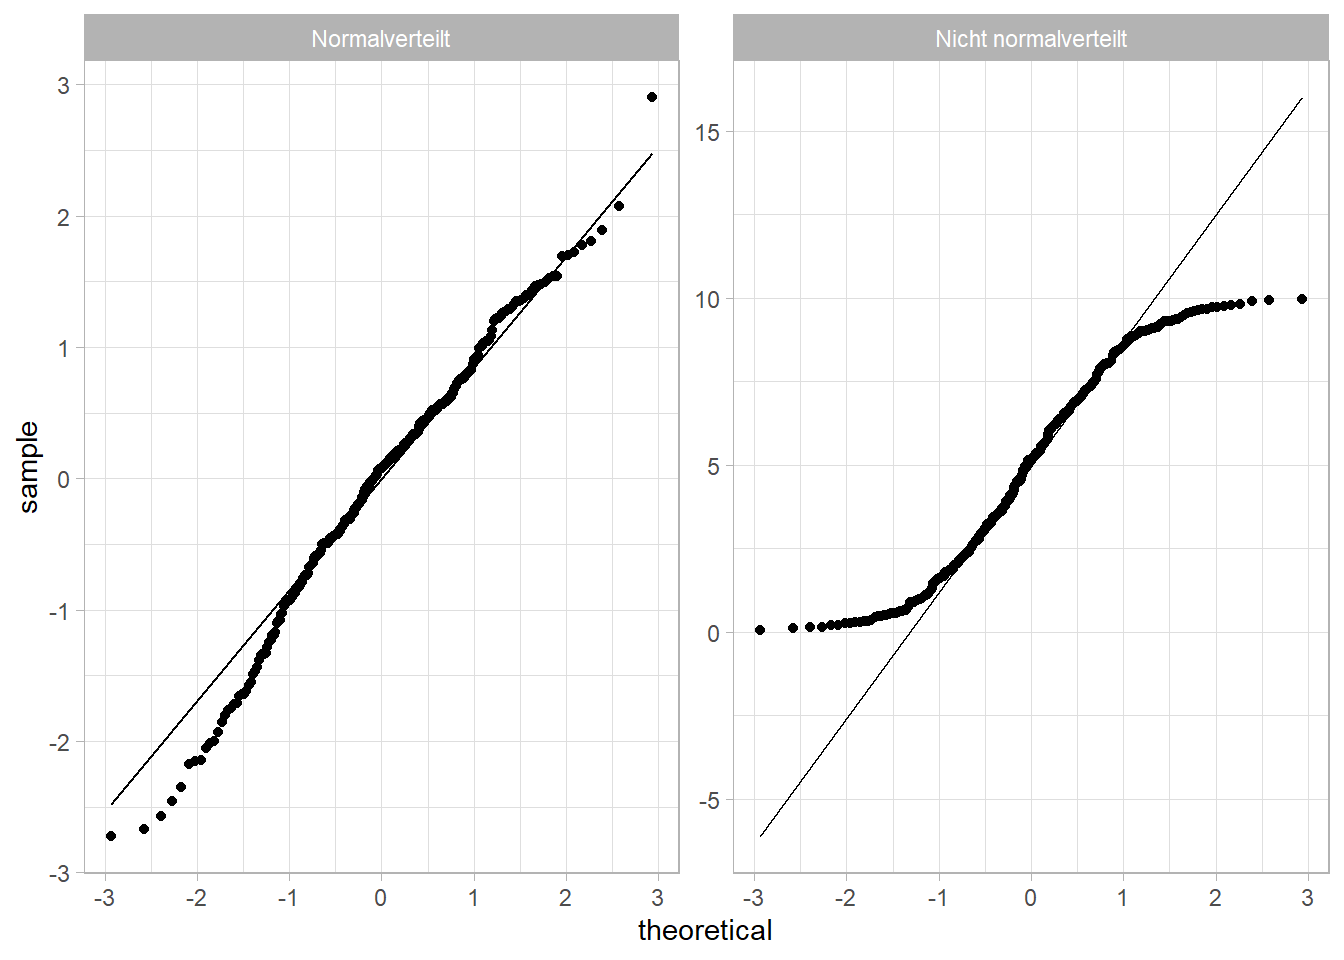 Normalverteilt
Nicht normalverteilt
3
2
1
0
-1
-2
-3
15
10
5
0
-5
sample
-3 -2 -1 0 1 2 3
-3 -2 -1 0 1 2 3
theoretical